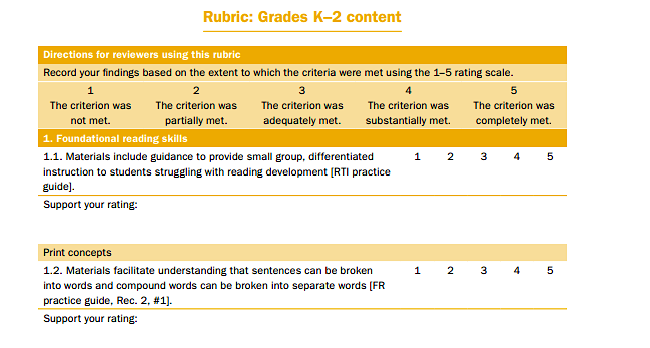 Rubric: Grades K–2 content
Directions for reviewers using this rubric
Record your findings based on the extent to which the criteria were met using the 1–5 rating scale.
1 2 3 4 5
The criterion was The criterion was The criterion was The criterion was The criterion was
not met. partially met. adequately met. substantially met. completely met.
1. Foundational reading skills
1.1. Materials include guidance to provide small group, differentiated 1 2 3 4 5
instruction to students struggling with reading development [RTI practice
guide].
Support your rating:
Print concepts
1.2. Materials facilitate understanding that sentences can be broken 1 2 3 4 5
into words and compound words can be broken into separate words [FR
practice guide, Rec. 2, #1].
Support your rating: